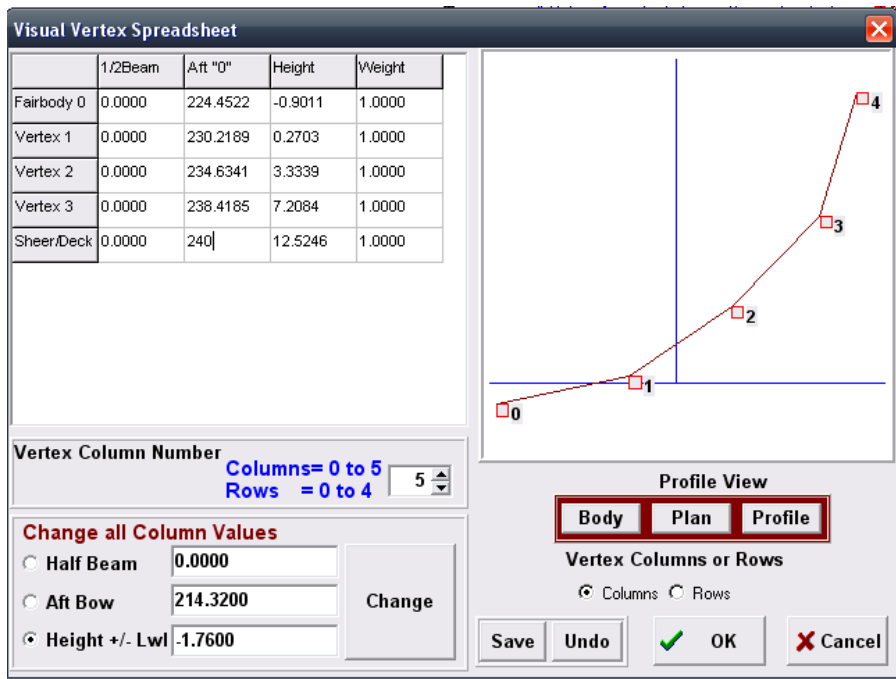 Visual Vertex Spreadsheet
1/2Beam Aft "0" Height Weight
Fairbody 0 0.0000 224.4522 -0.9011 1.0000
Vertex 1 0.0000 230.2189 0.2703 1.0000
Vertex 2 0.0000 234.6341 3.3339 1.0000
Vertex 3 0.0000 238.4185 7.2084 1.0000
Sheer/Deck 0.0000 240 12.5246 1.0000
4
3
2
1
0
Vertex Column Number
Columns= 0 to 5
Rows = 0 to 4
5
Change all Column Values
Half Beam 0.0000
Aft Bow 214.3200
Height +/- Lwl -1.7600
Change
Profile View
Body Plan Profile
Vertex Columns or Rows
Columns Rows
Save Undo OK Cancel